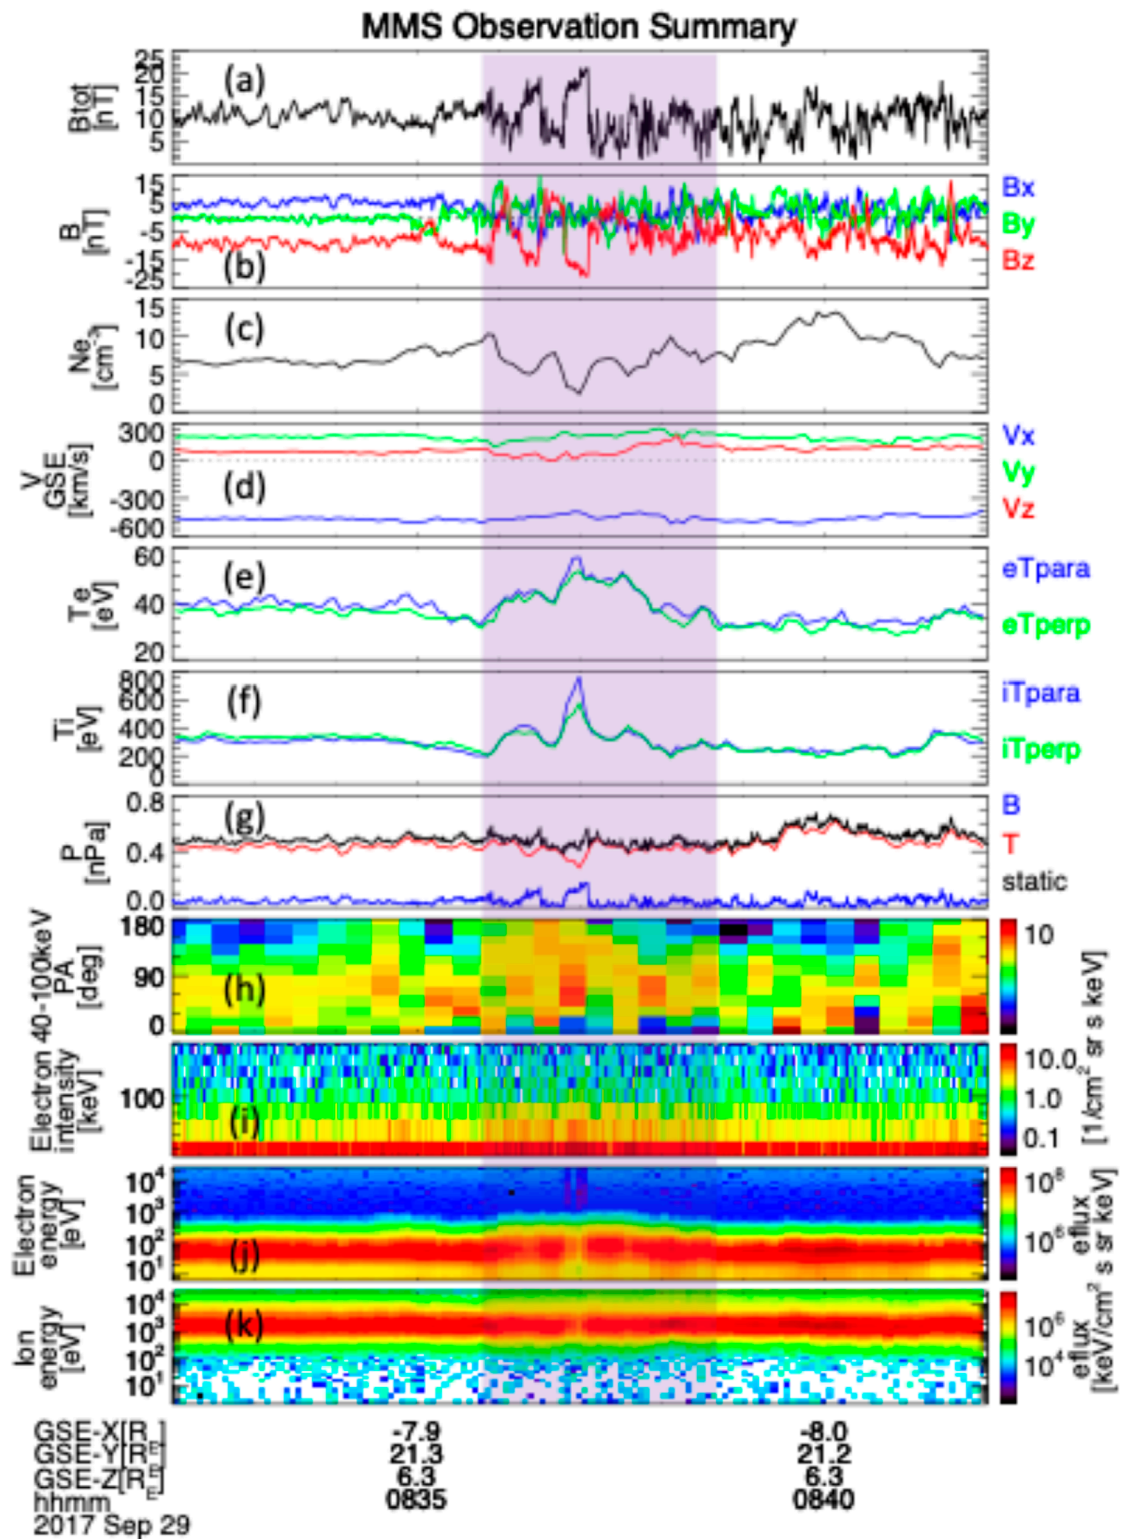 MMS Observation Summary
Btot
[nT]
25
20
15
10
5
(a)
B
[nT]
15
5
-5
-15
-25
(b)
Bx
By
Bz
Ne
[cm-3]
15
10
5
0
(c)
V
GSE
[km/s]
300
0
-300
-600
(d)
Vx
Vy
Vz
Te
[eV]
60
40
20
(e)
eTpara
eTperp
Ti
[eV]
800
600
400
200
0
(f)
iTpara
iTperp
P
[nPa]
0.8
0.4
0.0
(g)
B
T
static
Electron 40-100keV
PA
[deg]
180
90
0
(h)
10
Electron
intensity
[keV]
100
(i)
10.0
1.0
0.1
[1/cm2 sr s keV]
Electron
energy
[eV]
104
103
102
101
(j)
108
106
eflux
Ion
energy
[eV]
104
103
102
101
(k)
106
104
eflux
[keV/cm2 s sr keV]
GSE-X[RE] -7.9 -8.0
GSE-Y[RE] 21.3 21.2
GSE-Z[RE] 6.3 6.3
hhmm 0835 0840
2017 Sep 29